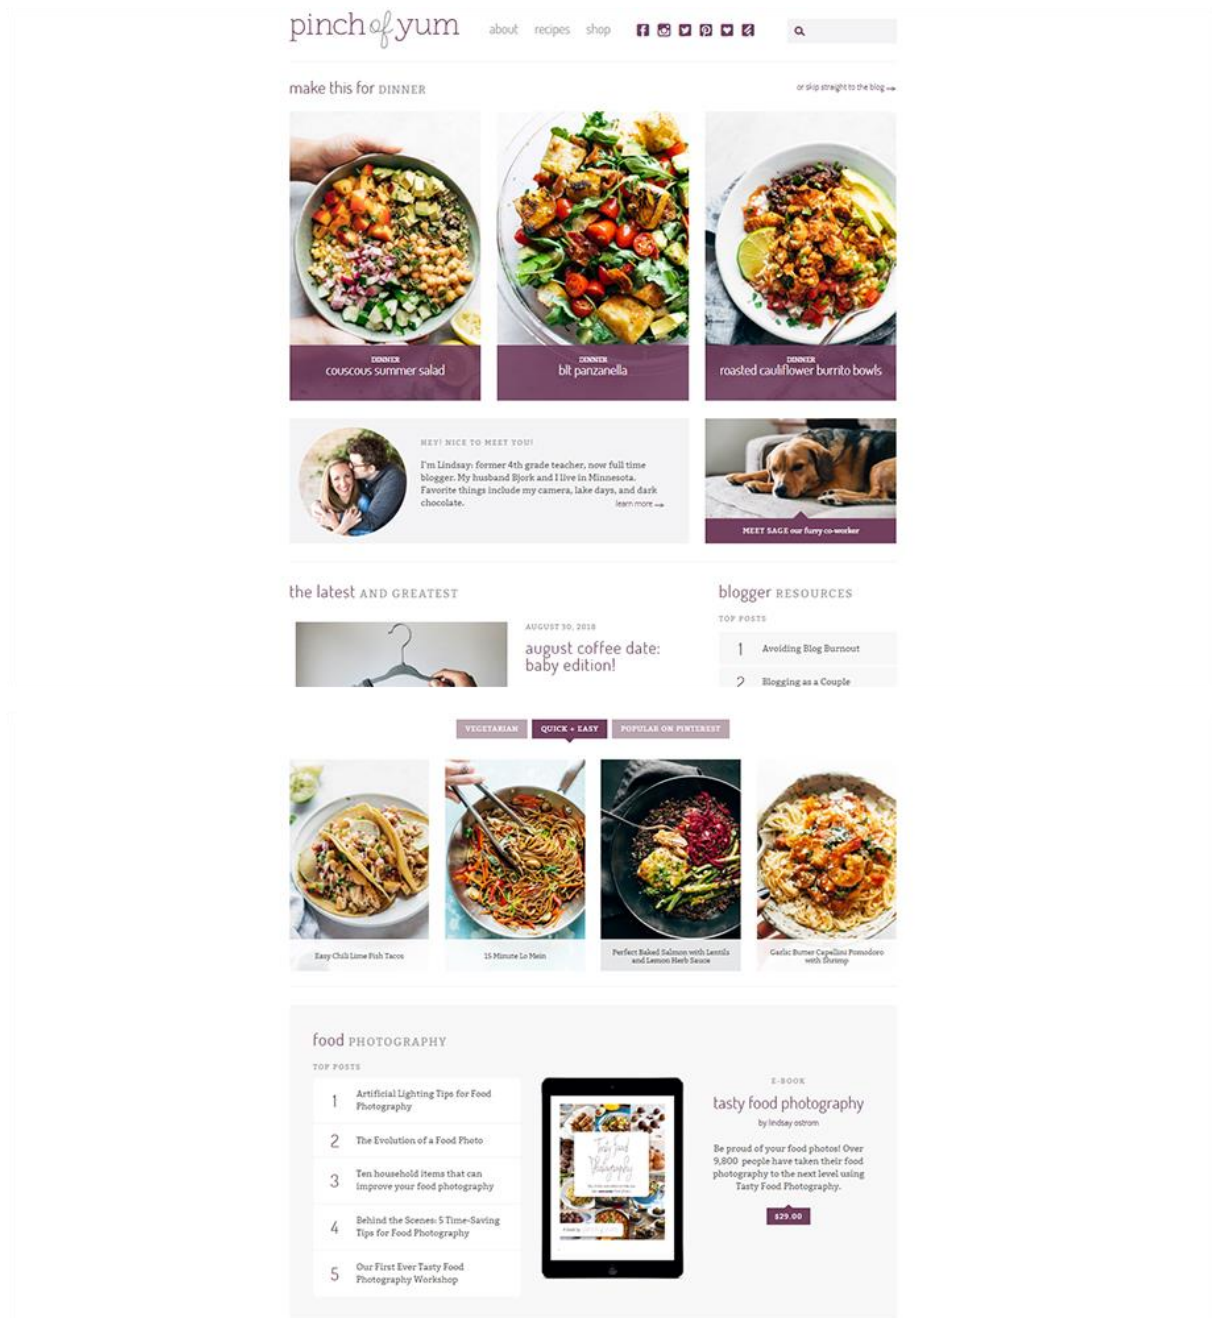 pinch of yum
about recipes shop
make this for DINNER
or skip straight to the blog →
DINNER
couscous summer salad
DINNER
blt panzanella
DINNER
roasted cauliflower burrito bowls
HEY! NICE TO MEET YOU!
I'm Lindsay: former 4th grade teacher, now full time
blogger. My husband Bjork and I live in Minnesota.
Favorite things include my camera, lake days, and dark
chocolate.
learn more →
MEET SAGE our furry co-worker
the latest AND GREATEST
AUGUST 30, 2018
august coffee date:
baby edition!
blogger RESOURCES
TOP POSTS
1 Avoiding Blog Burnout
2 Blogging as a Couple
VEGETARIAN
QUICK + EASY
POPULAR ON PINTEREST
Easy Chili Lime Fish Tacos
15 Minute Lo Mein
Perfect Baked Salmon with Lentils
and Lemon Herb Sauce
Garlic Butter Capellini Pomodoro
with Shrimp
food PHOTOGRAPHY
TOP POSTS
1 Artificial Lighting Tips for Food
Photography
2 The Evolution of a Food Photo
3 Ten household items that can
improve your food photography
4 Behind the Scenes: 5 Time-Saving
Tips for Food Photography
5 Our First Ever Tasty Food
Photography Workshop
Tasty Food
Photography
E-BOOK
tasty food photography
by lindsay ostrom
Be proud of your food photos! Over
9,800 people have taken their food
photography to the next level using
Tasty Food Photography.
$29.00